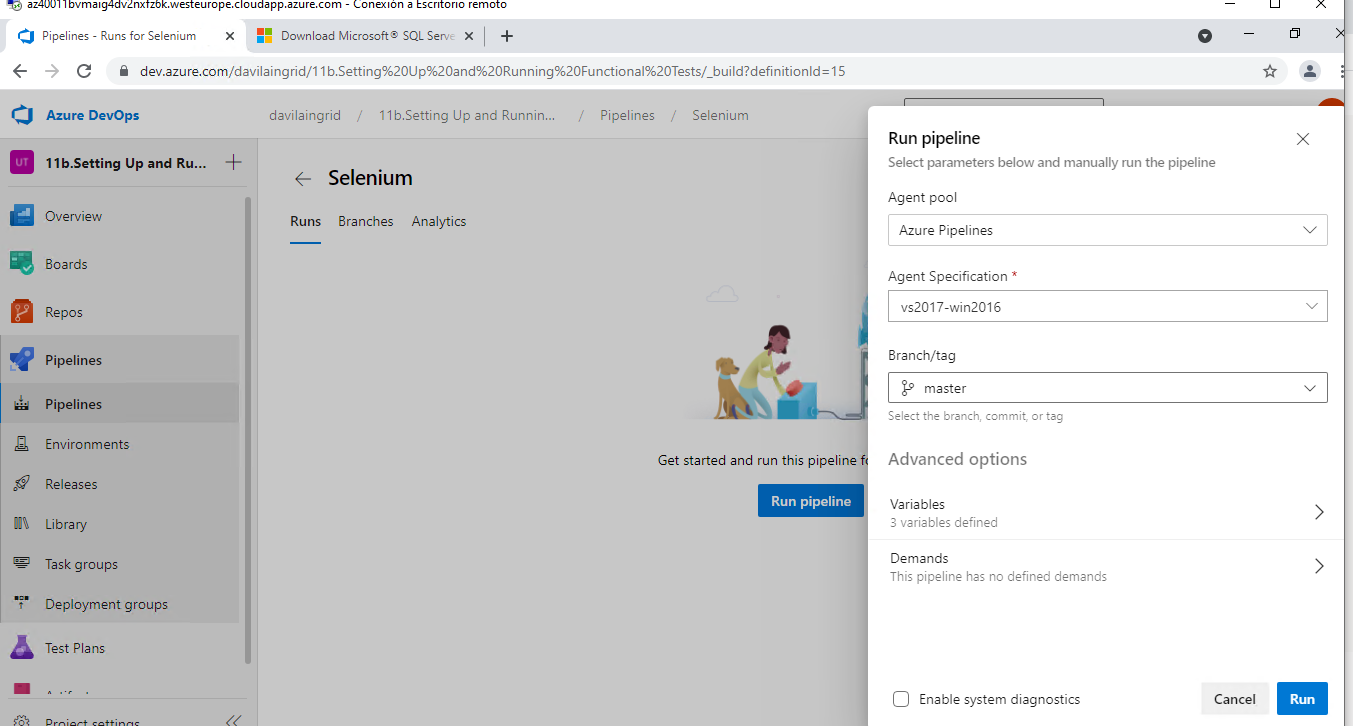 az40011bvmaig4dv2nxfzbk.westeurope.cloudapp.azure.com - Conexión a Escritorio remoto
Pipelines - Runs for Selenium
Download Microsoft® SQL Serve
dev.azure.com/davilaingrid/11b.Setting%20Up%20and%20Running%20Functional%20Tests/_build?definitionId=15
Azure DevOps
davilaingrid / 11b.Setting Up and Runnin... / Pipelines / Selenium
UT 11b.Setting Up and Ru...
Overview
Boards
Repos
Pipelines
Pipelines
Environments
Releases
Library
Task groups
Deployment groups
Test Plans
Project settings
Selenium
Runs Branches Analytics
Get started and run this pipeline
Run pipeline
Run pipeline
Select parameters below and manually run the pipeline
Agent pool
Azure Pipelines
Agent Specification *
vs2017-win2016
Branch/tag
master
Select the branch, commit, or tag
Advanced options
Variables
3 variables defined
Demands
This pipeline has no defined demands
Enable system diagnostics
Cancel
Run